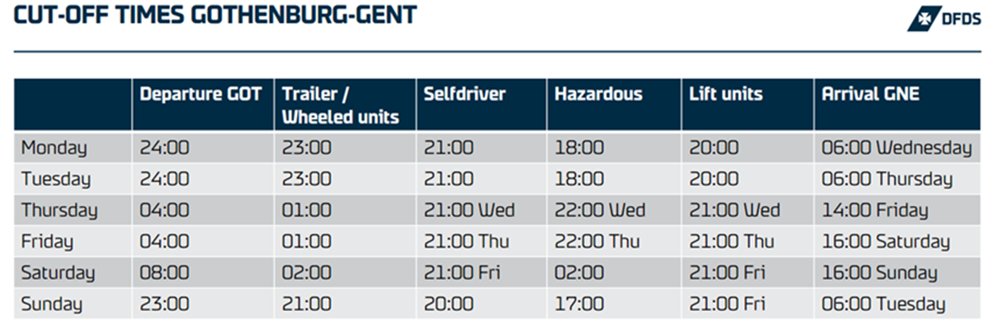 CUT-OFF TIMES GOTHENBURG-GENT
DFDS
Departure GOT Trailer / Selfdriver Hazardous Lift units Arrival GNE
Wheeled units
Monday 24:00 23:00 21:00 18:00 20:00 06:00 Wednesday
Tuesday 24:00 23:00 21:00 18:00 20:00 06:00 Thursday
Thursday 04:00 01:00 21:00 Wed 22:00 Wed 21:00 Wed 14:00 Friday
Friday 04:00 01:00 21:00 Thu 22:00 Thu 21:00 Thu 16:00 Saturday
Saturday 08:00 02:00 21:00 Fri 02:00 21:00 Fri 16:00 Sunday
Sunday 23:00 21:00 20:00 17:00 21:00 Fri 06:00 Tuesday